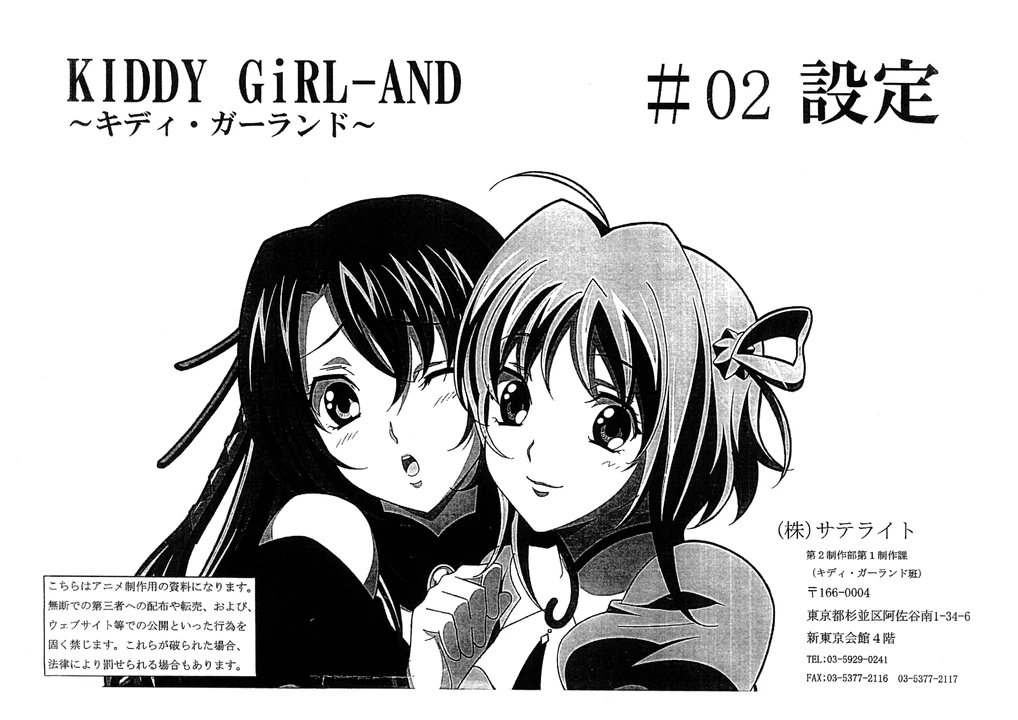 KIDDY GiRL-AND
～キディ・ガーランド～
＃02 設定
(株)サテライト
第2制作部第1制作課
(キディ・ガーランド班)
〒166-0004
東京都杉並区阿佐谷南1-34-6
新東京会館4階
TEL:03-5929-0241
FAX:03-5377-2116 03-5377-2117
こちらはアニメ制作用の資料になります。
無断での第三者への配布や転売、および、
ウェブサイト等での公開といった行為を
固く禁じます。これらが破られた場合、
法律により罰せられる場合もあります。